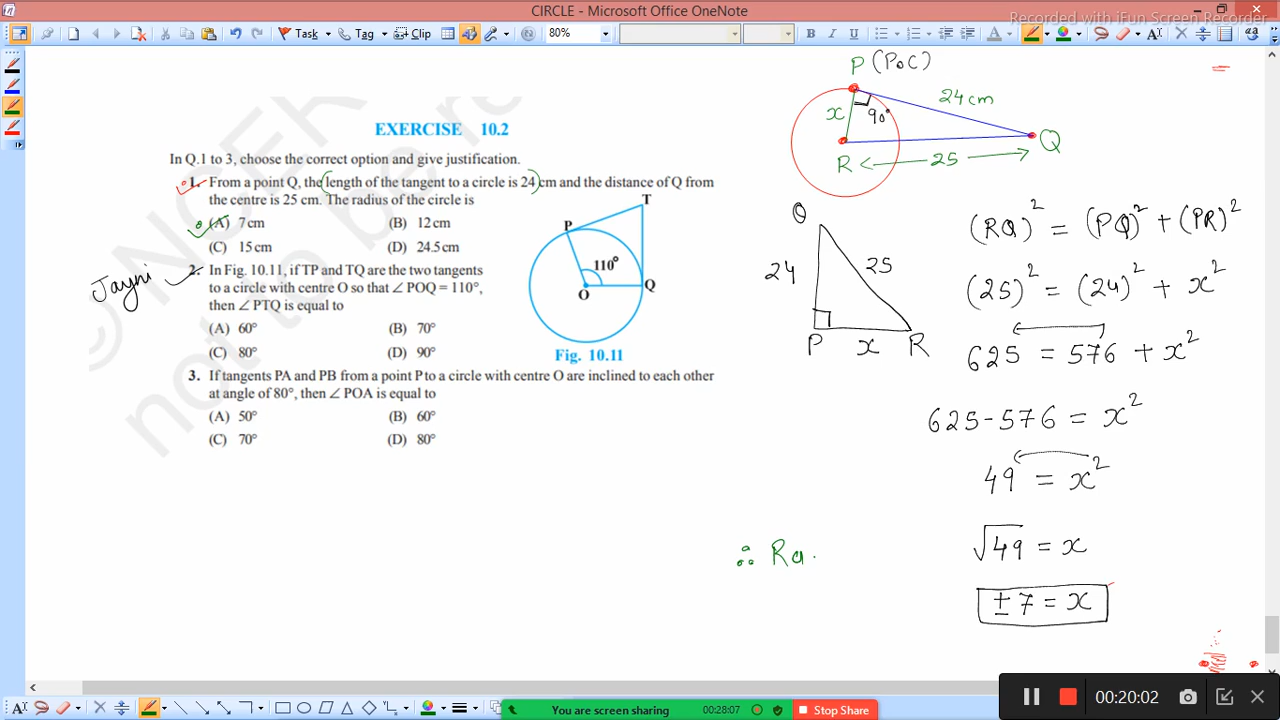 CIRCLE - Microsoft Office OneNote
Recorded with iFun Screen Recorder
Task Tag Clip 80% B I U
EXERCISE 10.2
In Q.1 to 3, choose the correct option and give justification.
1. From a point Q, the length of the tangent to a circle is 24 cm and the distance of Q from
the centre is 25 cm. The radius of the circle is
(A) 7 cm (B) 12 cm
(C) 15 cm (D) 24.5 cm
Jayni
2. In Fig. 10.11, if TP and TQ are the two tangents
to a circle with centre O so that ∠ POQ = 110°,
then ∠ PTQ is equal to
(A) 60° (B) 70°
(C) 80° (D) 90°
T
P
110°
O
Q
Fig. 10.11
3. If tangents PA and PB from a point P to a circle with centre O are inclined to each other
at angle of 80°, then ∠ POA is equal to
(A) 50° (B) 60°
(C) 70° (D) 80°
not to be re
P (PoC)
24 cm
x
90°
Q
R
25
Q
24
25
P x R
(RQ)² = (PQ)² + (PR)²
(25)² = (24)² + x²
625 = 576 + x²
625 - 576 = x²
49 = x²
√49 = x
± 7 = x
∴ Ra
You are screen sharing 00:28:07 Stop Share
00:20:02